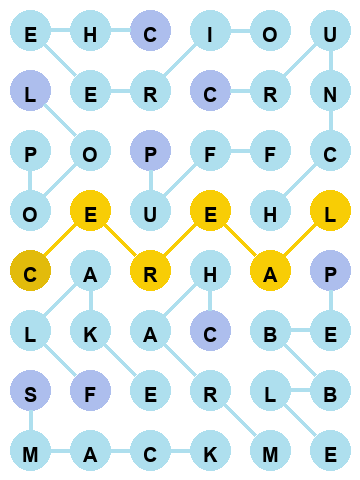 E H C I O U
L E R C R N
P O P F F C
O E U E H L
C A R H A P
L K A C B E
S F E R L B
M A C K M E